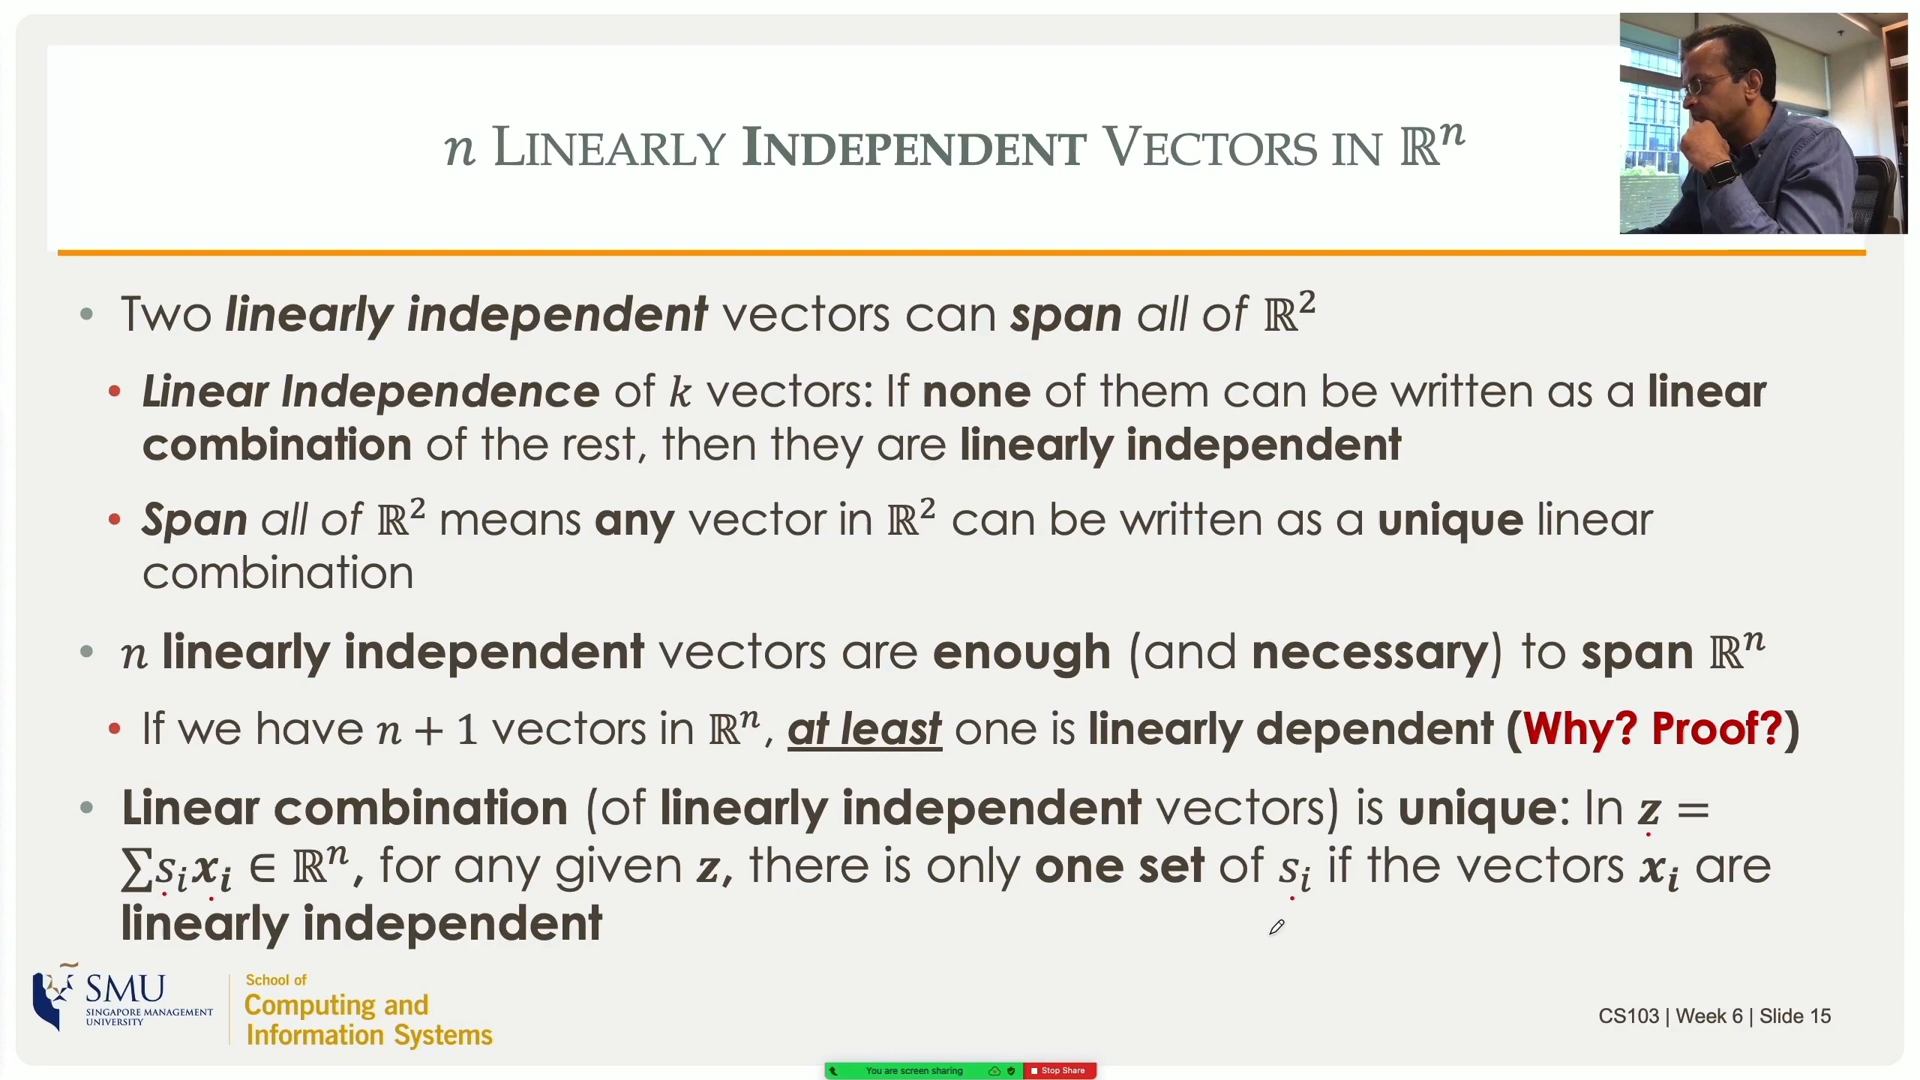 n LINEARLY INDEPENDENT VECTORS IN ℝⁿ
• Two linearly independent vectors can span all of ℝ²
• Linear Independence of k vectors: If none of them can be written as a linear
combination of the rest, then they are linearly independent
• Span all of ℝ² means any vector in ℝ² can be written as a unique linear
combination
• n linearly independent vectors are enough (and necessary) to span ℝⁿ
• If we have n + 1 vectors in ℝⁿ, at least one is linearly dependent (Why? Proof?)
• Linear combination (of linearly independent vectors) is unique: In z =
∑sᵢxᵢ ∈ ℝⁿ, for any given z, there is only one set of sᵢ if the vectors xᵢ are
linearly independent
SMU
SINGAPORE MANAGEMENT
UNIVERSITY
School of
Computing and
Information Systems
CS103 | Week 6 | Slide 15
You are screen sharing
Stop Share